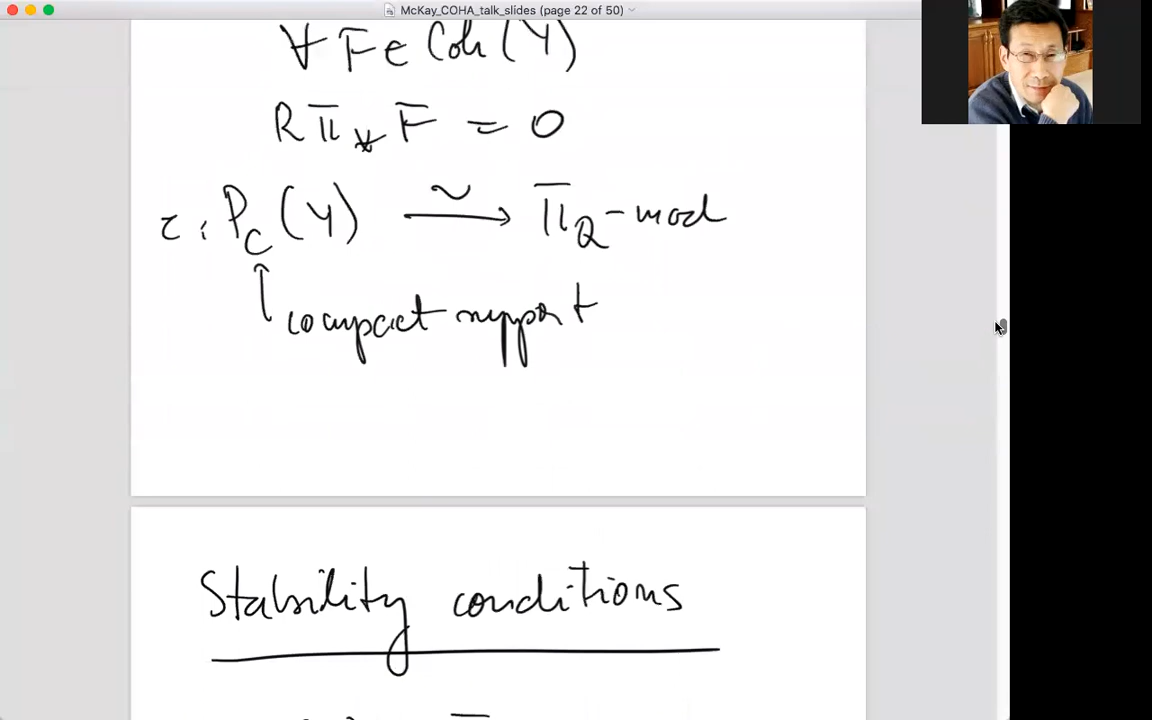 McKay_COHA_talk_slides (page 22 of 50)
∀ F ∈ Coh(Y)
Rπ_* F = 0
τ: P_c(Y) ⥲ Π_Q-mod
↑ compact support
Stability conditions